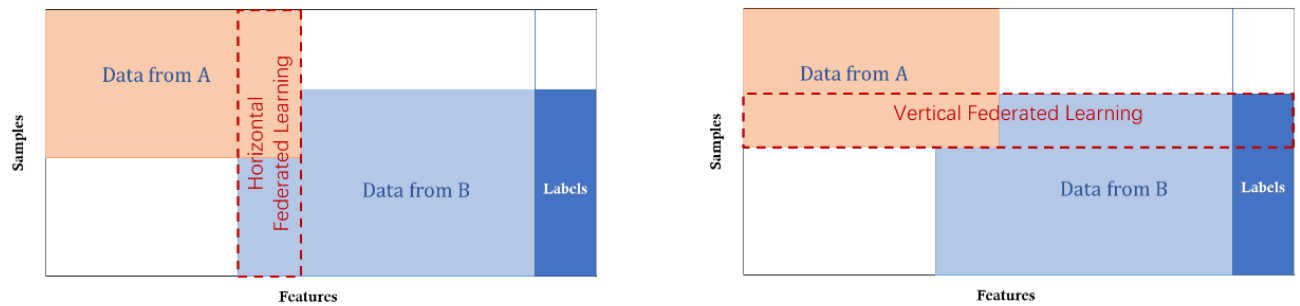 Data from A
Horizontal
Federated Learning
Data from B
Labels
Samples
Features
Data from A
Vertical Federated Learning
Data from B
Labels
Samples
Features